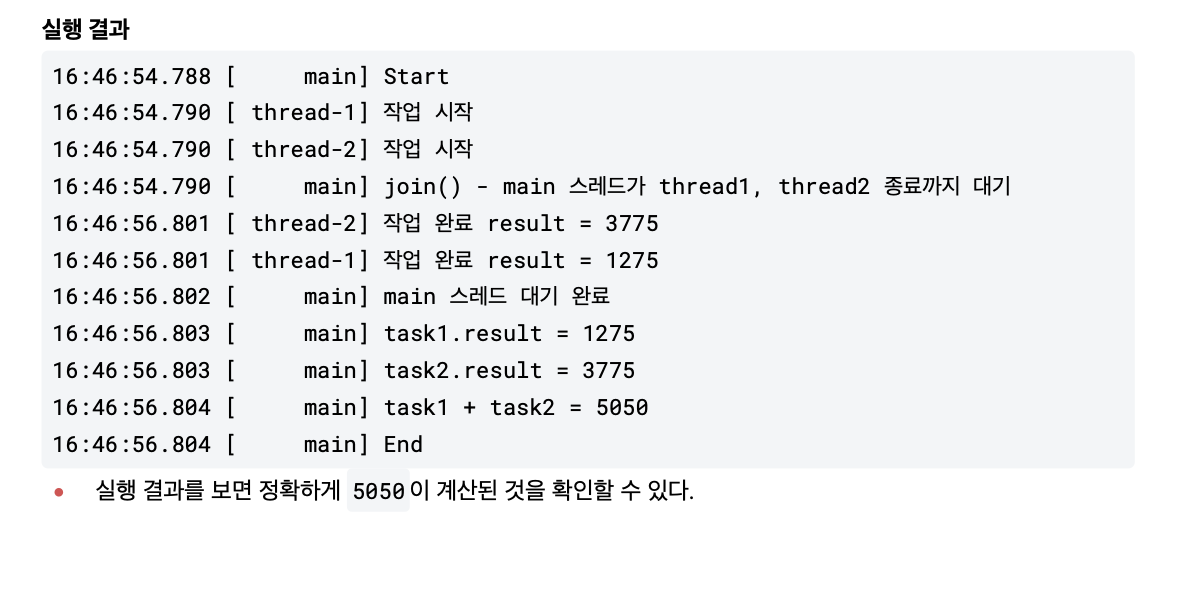 실행 결과
16:46:54.788 [     main] Start
16:46:54.790 [ thread-1] 작업 시작
16:46:54.790 [ thread-2] 작업 시작
16:46:54.790 [     main] join() - main 스레드가 thread1, thread2 종료까지 대기
16:46:56.801 [ thread-2] 작업 완료 result = 3775
16:46:56.801 [ thread-1] 작업 완료 result = 1275
16:46:56.802 [     main] main 스레드 대기 완료
16:46:56.803 [     main] task1.result = 1275
16:46:56.803 [     main] task2.result = 3775
16:46:56.804 [     main] task1 + task2 = 5050
16:46:56.804 [     main] End
• 실행 결과를 보면 정확하게 5050이 계산된 것을 확인할 수 있다.